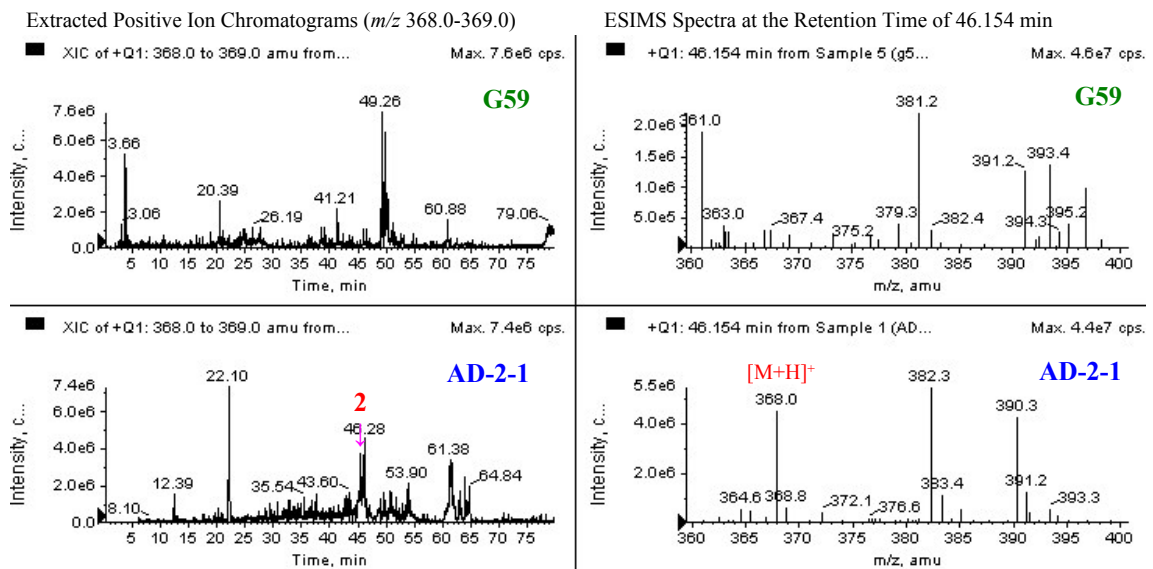 Extracted Positive Ion Chromatograms (m/z 368.0-369.0)
ESIMS Spectra at the Retention Time of 46.154 min
XIC of +Q1: 368.0 to 369.0 amu from... Max. 7.6e6 cps.
G59
Intensity, c...
7.6e6
6.0e6
4.0e6
2.0e6
0.0
3.66
3.06
20.39
26.19
41.21
49.26
60.88
79.06
5 10 15 20 25 30 35 40 45 50 55 60 65 70 75
Time, min
+Q1: 46.154 min from Sample 5 (g5... Max. 4.6e7 cps.
G59
Intensity, c...
2.0e6
1.5e6
1.0e6
5.0e5
0.0
361.0
363.0
367.4
375.2
379.3
381.2
382.4
391.2
393.4
394.3
395.2
360 365 370 375 380 385 390 395 400
m/z, amu
XIC of +Q1: 368.0 to 369.0 amu from... Max. 7.4e6 cps.
AD-2-1
2
Intensity, c...
7.4e6
6.0e6
4.0e6
2.0e6
0.0
8.10
12.39
22.10
35.54
43.60
46.28
53.90
61.38
64.84
5 10 15 20 25 30 35 40 45 50 55 60 65 70 75
Time, min
+Q1: 46.154 min from Sample 1 (AD... Max. 4.4e7 cps.
AD-2-1
[M+H]+
Intensity, c...
5.5e6
4.0e6
2.0e6
0.0
364.6
368.0
368.8
372.1
376.6
382.3
383.4
390.3
391.2
393.3
360 365 370 375 380 385 390 395 400
m/z, amu